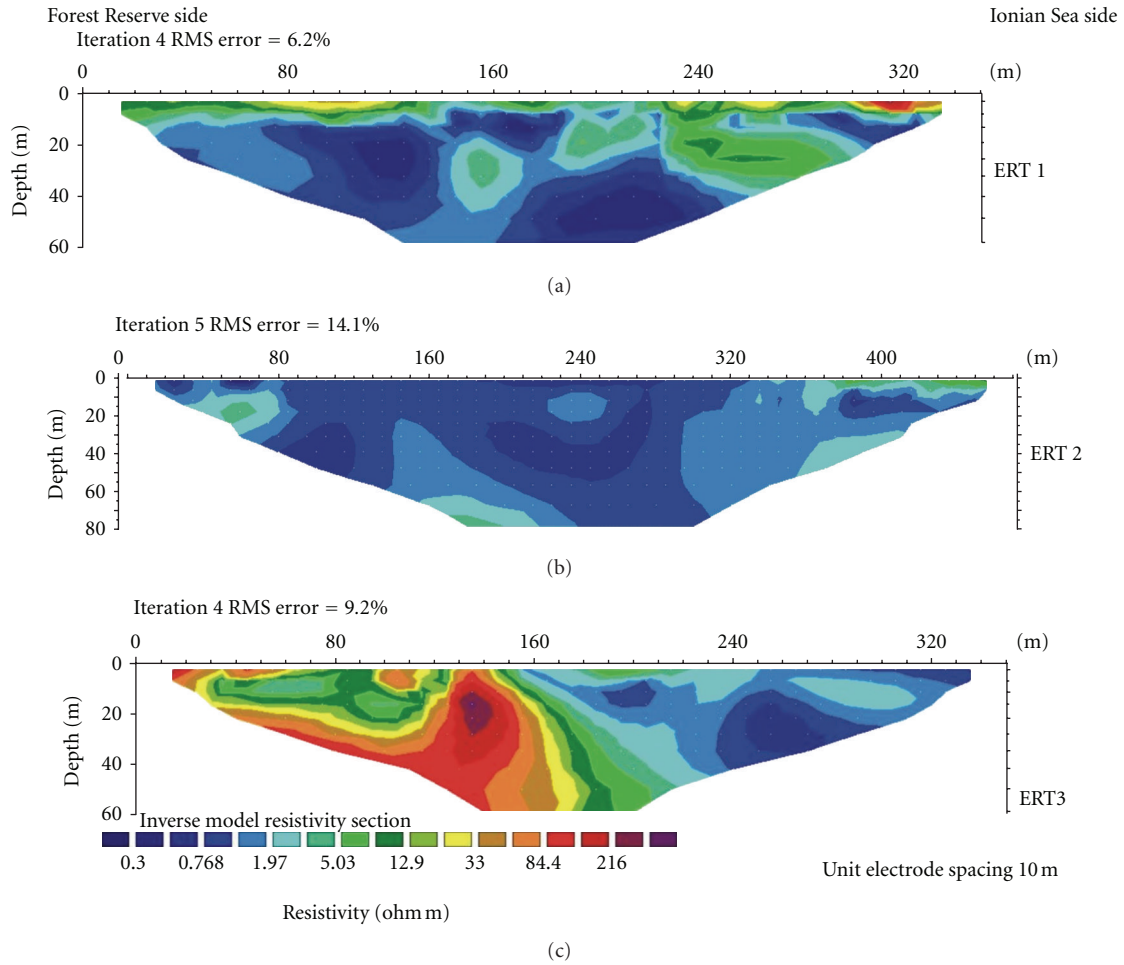 Forest Reserve side
Ionian Sea side
Iteration 4 RMS error = 6.2%
0 80 160 240 320 (m)
0
20
40
60
Depth (m)
ERT 1
(a)
Iteration 5 RMS error = 14.1%
0 80 160 240 320 400 (m)
0
20
40
60
80
Depth (m)
ERT 2
(b)
Iteration 4 RMS error = 9.2%
0 80 160 240 320 (m)
0
20
40
60
Depth (m)
ERT3
Inverse model resistivity section
0.3 0.768 1.97 5.03 12.9 33 84.4 216
Unit electrode spacing 10 m
Resistivity (ohm m)
(c)